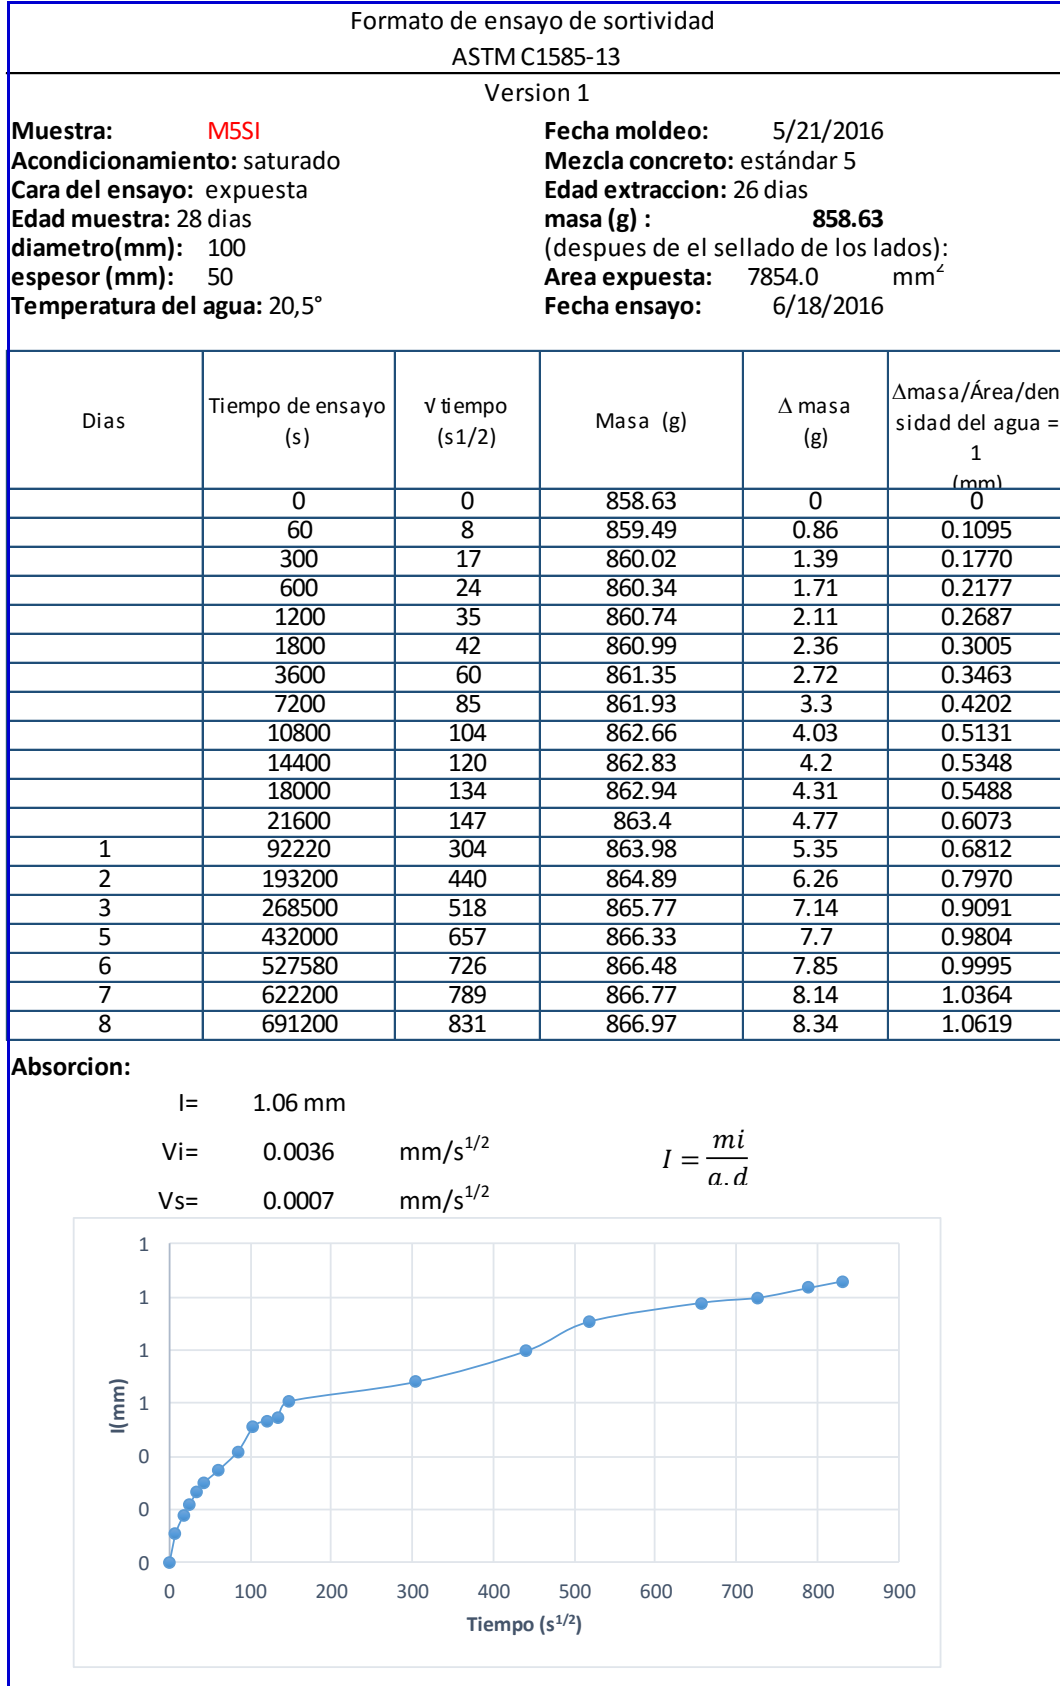 Formato de ensayo de sortividad
ASTM C1585-13
Version 1
Muestra: M5SI Fecha moldeo: 5/21/2016
Acondicionamiento: saturado Mezcla concreto: estándar 5
Cara del ensayo: expuesta Edad extraccion: 26 dias
Edad muestra: 28 dias masa (g) : 858.63
diametro(mm): 100 (despues de el sellado de los lados):
espesor (mm): 50 Area expuesta: 7854.0 mm²
Temperatura del agua: 20,5° Fecha ensayo: 6/18/2016
Dias Tiempo de ensayo (s) √ tiempo (s1/2) Masa (g) Δ masa (g) Δmasa/Área/den sidad del agua = 1 (mm)
0 0 858.63 0 0
60 8 859.49 0.86 0.1095
300 17 860.02 1.39 0.1770
600 24 860.34 1.71 0.2177
1200 35 860.74 2.11 0.2687
1800 42 860.99 2.36 0.3005
3600 60 861.35 2.72 0.3463
7200 85 861.93 3.3 0.4202
10800 104 862.66 4.03 0.5131
14400 120 862.83 4.2 0.5348
18000 134 862.94 4.31 0.5488
21600 147 863.4 4.77 0.6073
1 92220 304 863.98 5.35 0.6812
2 193200 440 864.89 6.26 0.7970
3 268500 518 865.77 7.14 0.9091
5 432000 657 866.33 7.7 0.9804
6 527580 726 866.48 7.85 0.9995
7 622200 789 866.77 8.14 1.0364
8 691200 831 866.97 8.34 1.0619
Absorcion:
I= 1.06 mm
Vi= 0.0036 mm/s^1/2
I = mi / a.d
Vs= 0.0007 mm/s^1/2
1
1
1
1
0
0
0
I(mm)
0 100 200 300 400 500 600 700 800 900
Tiempo (s^1/2)